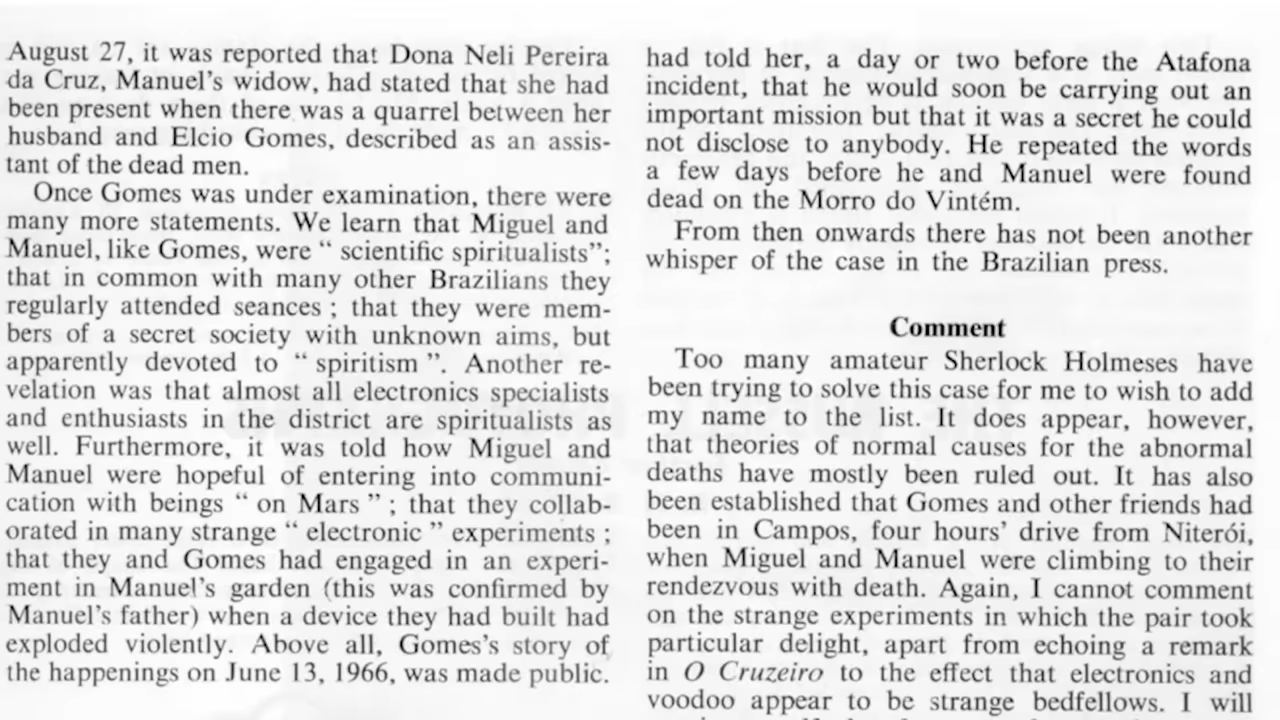 August 27, it was reported that Dona Neli Pereira
da Cruz, Manuel's widow, had stated that she had
been present when there was a quarrel between her
husband and Elcio Gomes, described as an assis-
tant of the dead men.
Once Gomes was under examination, there were
many more statements. We learn that Miguel and
Manuel, like Gomes, were “ scientific spiritualists”;
that in common with many other Brazilians they
regularly attended seances ; that they were mem-
bers of a secret society with unknown aims, but
apparently devoted to “ spiritism ”. Another re-
velation was that almost all electronics specialists
and enthusiasts in the district are spiritualists as
well. Furthermore, it was told how Miguel and
Manuel were hopeful of entering into communi-
cation with beings “ on Mars ” ; that they collab-
orated in many strange “ electronic ” experiments ;
that they and Gomes had engaged in an experi-
ment in Manuel's garden (this was confirmed by
Manuel's father) when a device they had built had
exploded violently. Above all, Gomes's story of
the happenings on June 13, 1966, was made public.
had told her, a day or two before the Atafona
incident, that he would soon be carrying out an
important mission but that it was a secret he could
not disclose to anybody. He repeated the words
a few days before he and Manuel were found
dead on the Morro do Vintém.
From then onwards there has not been another
whisper of the case in the Brazilian press.
Comment
Too many amateur Sherlock Holmeses have
been trying to solve this case for me to wish to add
my name to the list. It does appear, however,
that theories of normal causes for the abnormal
deaths have mostly been ruled out. It has also
been established that Gomes and other friends had
been in Campos, four hours' drive from Niterói,
when Miguel and Manuel were climbing to their
rendezvous with death. Again, I cannot comment
on the strange experiments in which the pair took
particular delight, apart from echoing a remark
in O Cruzeiro to the effect that electronics and
voodoo appear to be strange bedfellows. I will